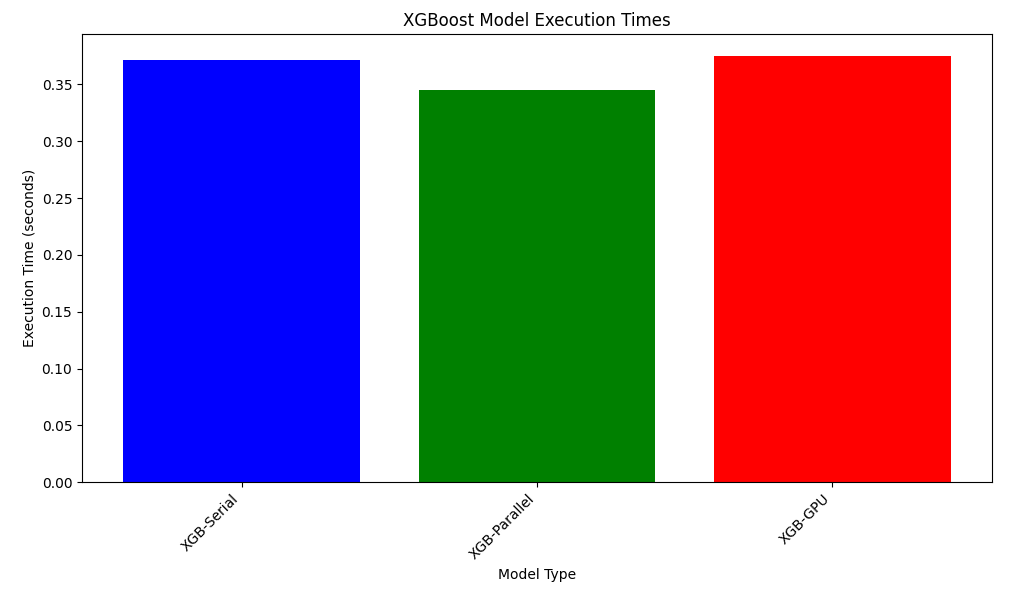 XGBoost Model Execution Times
Execution Time (seconds)
0.35
0.30
0.25
0.20
0.15
0.10
0.05
0.00
XGB-Serial
XGB-Parallel
XGB-GPU
Model Type